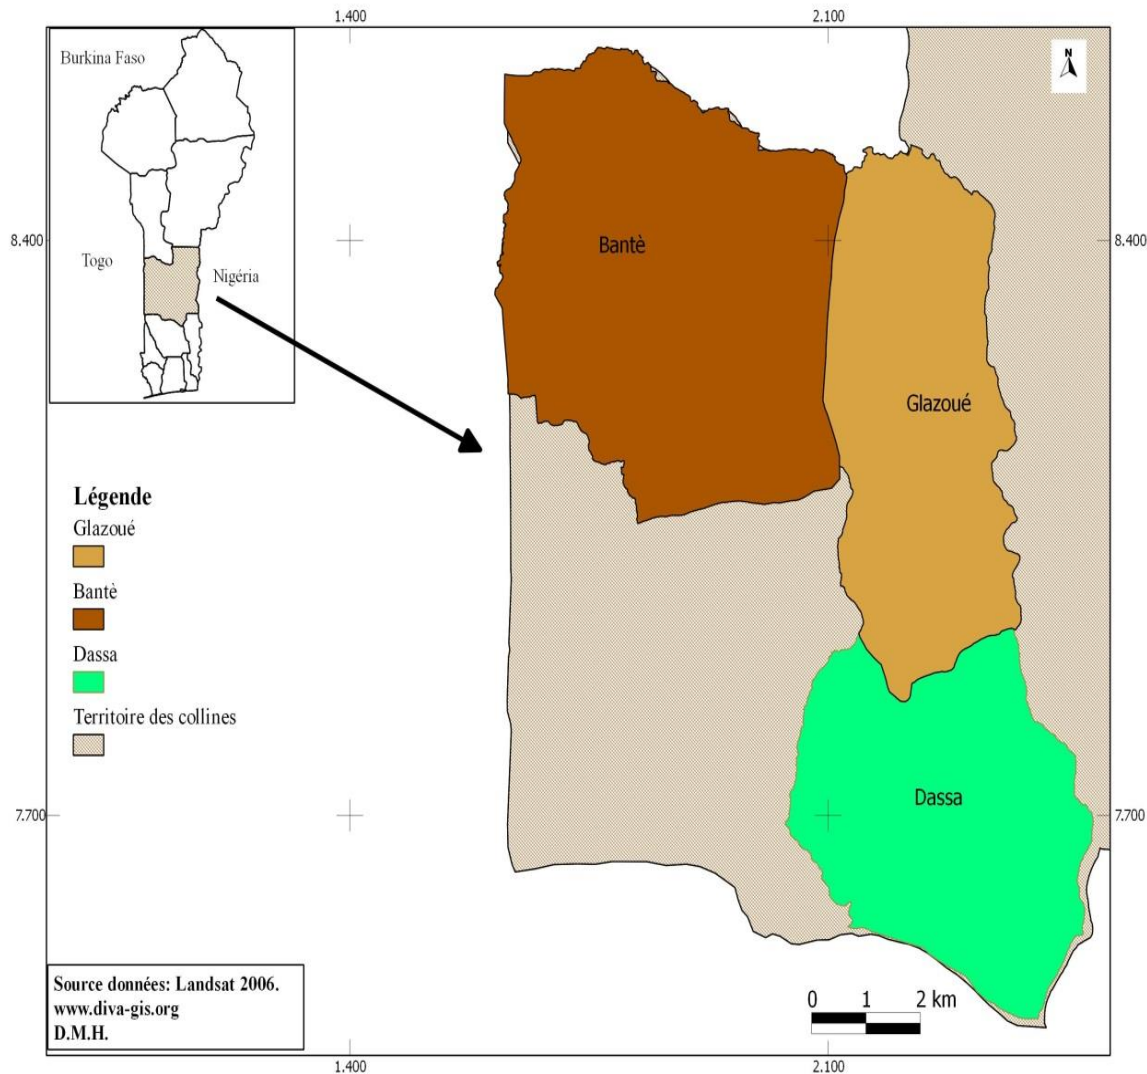 1.400 2.100
Burkina Faso
N
8.400 8.400
Bantè
Togo
Nigéria
Glazoué
Légende
Glazoué
Bantè
Dassa
Territoire des collines
Dassa
7.700 7.700
Source données: Landsat 2006.
www.diva-gis.org
D.M.H.
0 1 2 km
1.400 2.100